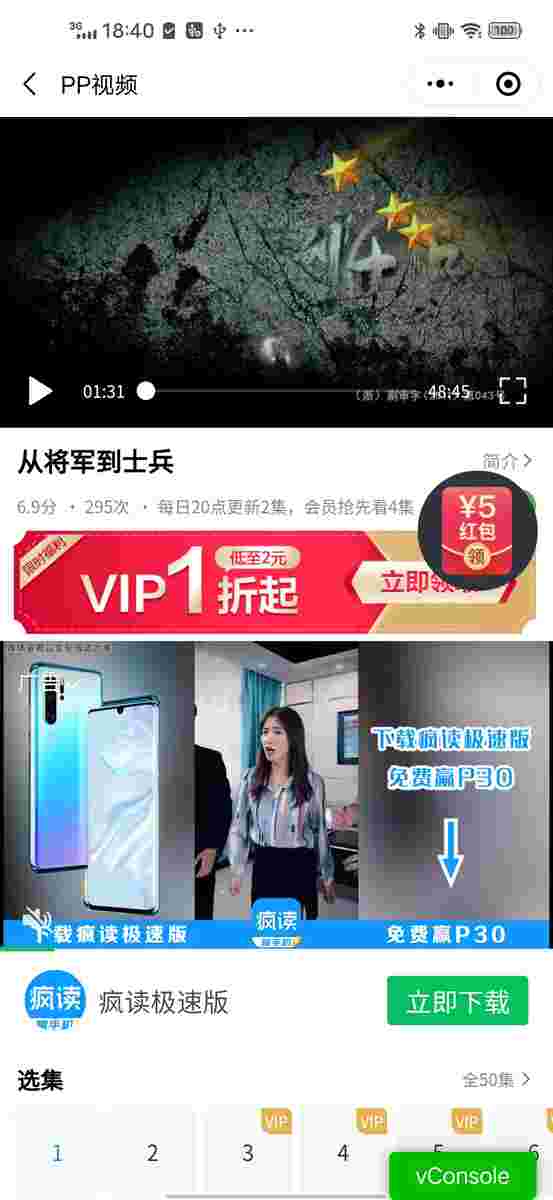 3G 18:40 100
PP视频
01:31
48:45
从将军到士兵
简介
6.9分 · 295次 · 每日20点更新2集，会员抢先看4集
¥5
红包
领
限时福利
VIP1折起
低至2元
立即领
广告
下载疯读极速版
免费赢P30
疯读
下载疯读极速版
免费赢P30
疯读
疯读极速版
立即下载
选集
全50集
VIP
VIP
VIP
1
2
3
4
5
6
vConsole